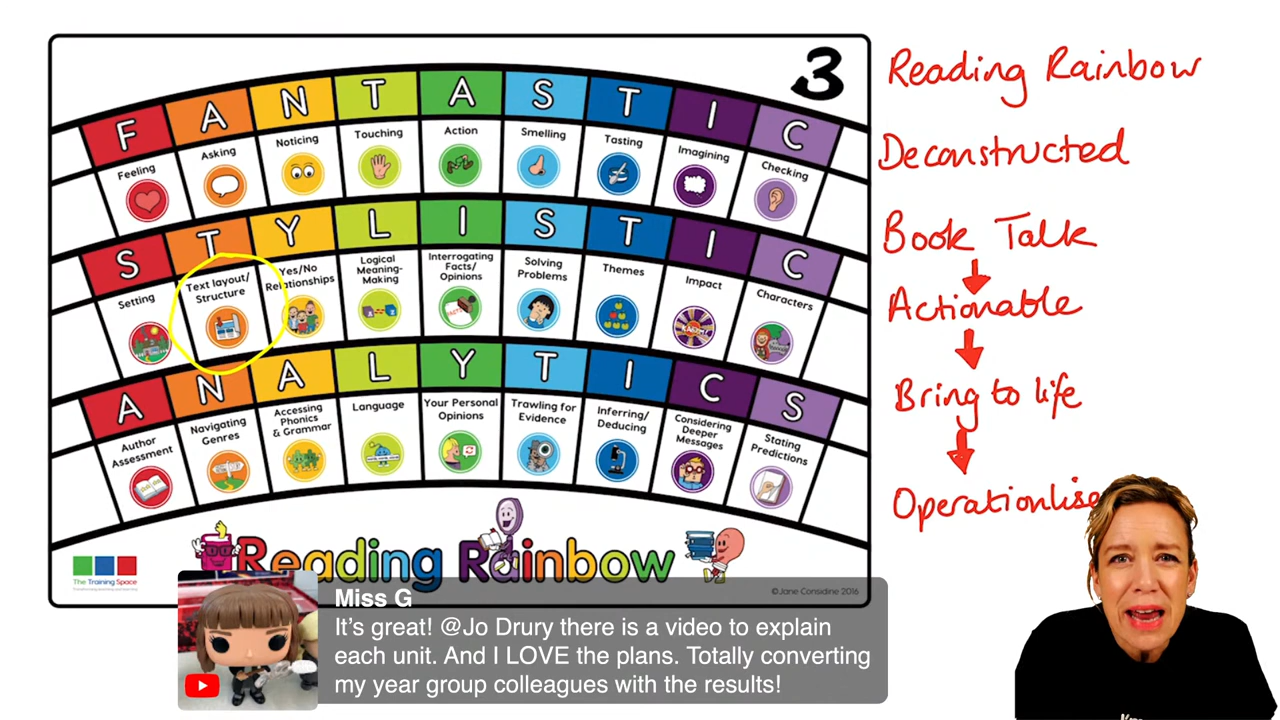 3
F A N T A S T I C
Feeling
Asking
Noticing
Touching
Action
Smelling
Tasting
Imagining
Checking
S T Y L I S T I C
Setting
Text layout/
Structure
Yes/No
Relationships
Logical
Meaning-
Making
Interrogating
Facts/
Opinions
Solving
Problems
Themes
Impact
Characters
A N A L Y T I C S
Author
Assessment
Navigating
Genres
Accessing
Phonics
& Grammar
Language
Your Personal
Opinions
Trawling for
Evidence
Inferring/
Deducing
Considering
Deeper
Messages
Stating
Predictions
Reading Rainbow
The Training Space
©Jane Considine 2016
Reading Rainbow
Deconstructed
Book Talk
Actionable
Bring to life
Operationlise
Miss G
It's great! @Jo Drury there is a video to explain
each unit. And I LOVE the plans. Totally converting
my year group colleagues with the results!